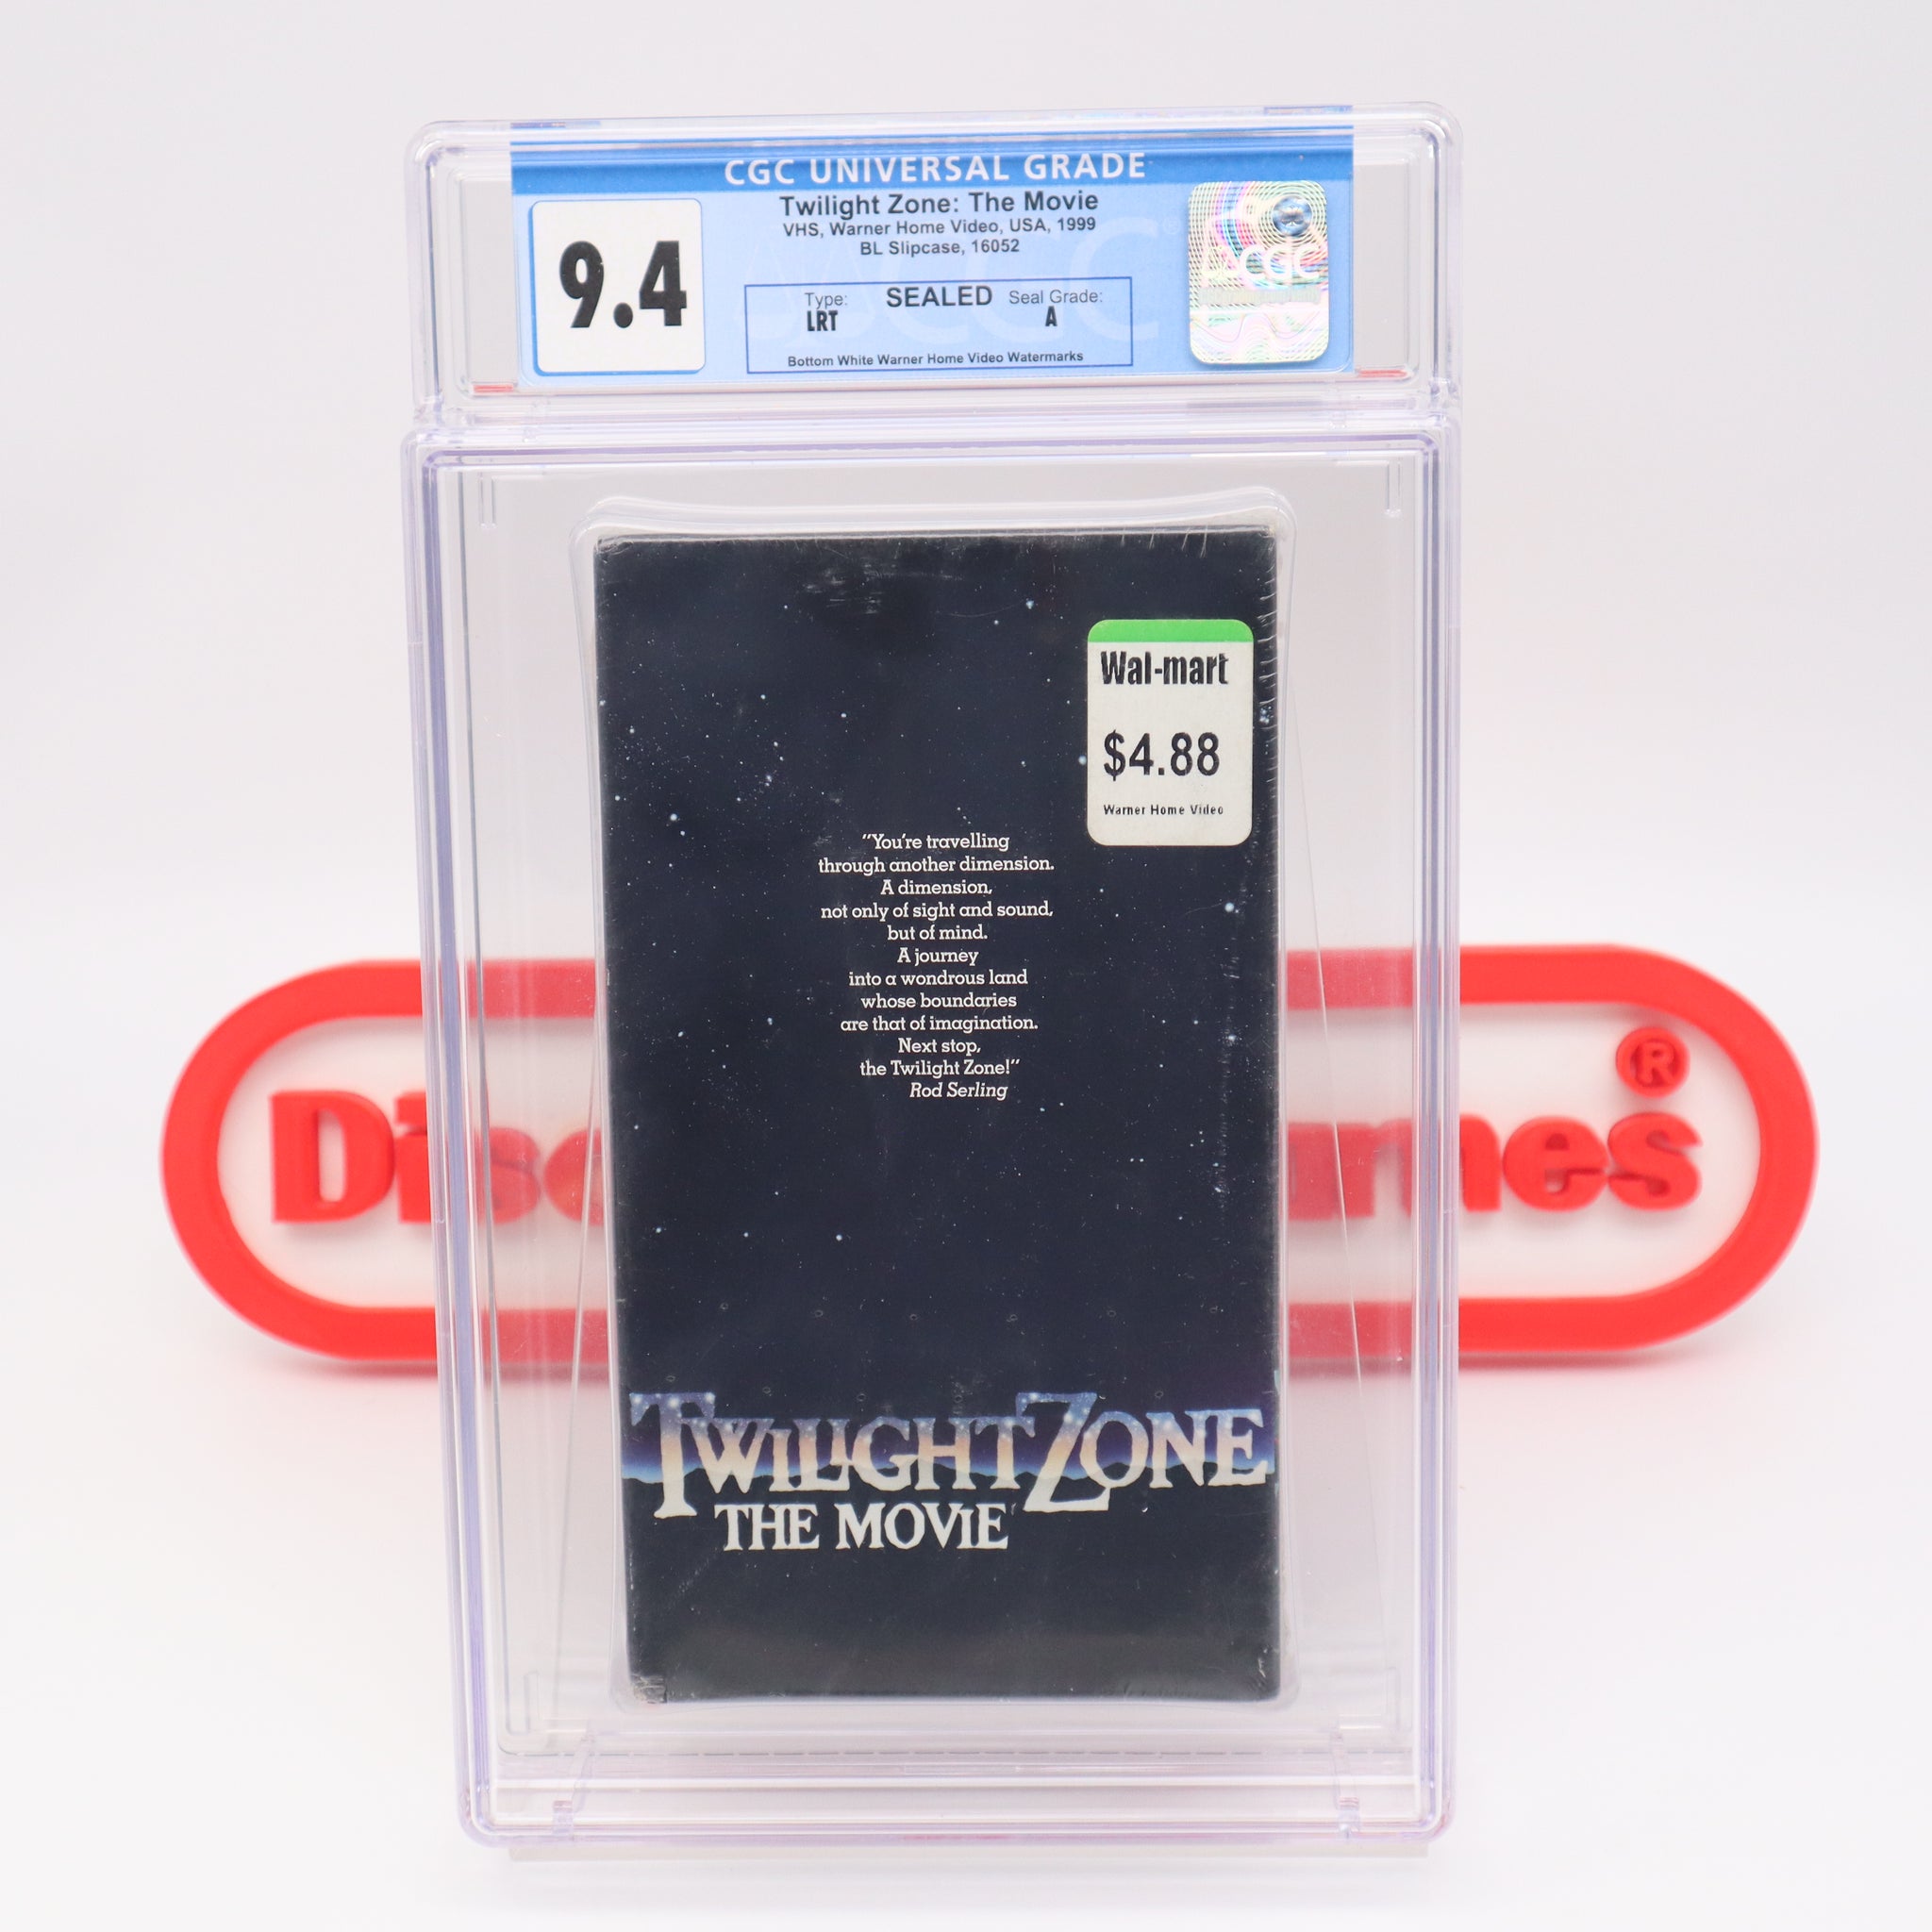 CGC UNIVERSAL GRADE
9.4
Twilight Zone: The Movie
VHS, Warner Home Video, USA, 1999
BL Slipcase, 16052
Type: SEALED Seal Grade:
LRT A
Bottom White Warner Home Video Watermarks
CGC
Wal-mart
$4.88
Warner Home Video
"You're travelling
through another dimension.
A dimension,
not only of sight and sound,
but of mind.
A journey
into a wondrous land
whose boundaries
are that of imagination.
Next stop,
the Twilight Zone!"
Rod Serling
TWILIGHT ZONE
THE MOVIE
®